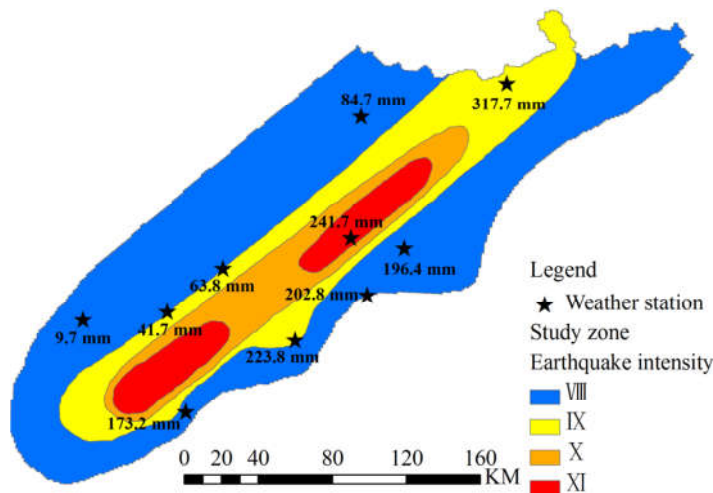 84.7 mm
317.7 mm
241.7 mm
196.4 mm
63.8 mm
202.8 mm
9.7 mm
41.7 mm
223.8 mm
173.2 mm
Legend
Weather station
Study zone
Earthquake intensity
Ⅷ
Ⅸ
Ⅹ
Ⅺ
0 20 40 80 120 160
KM